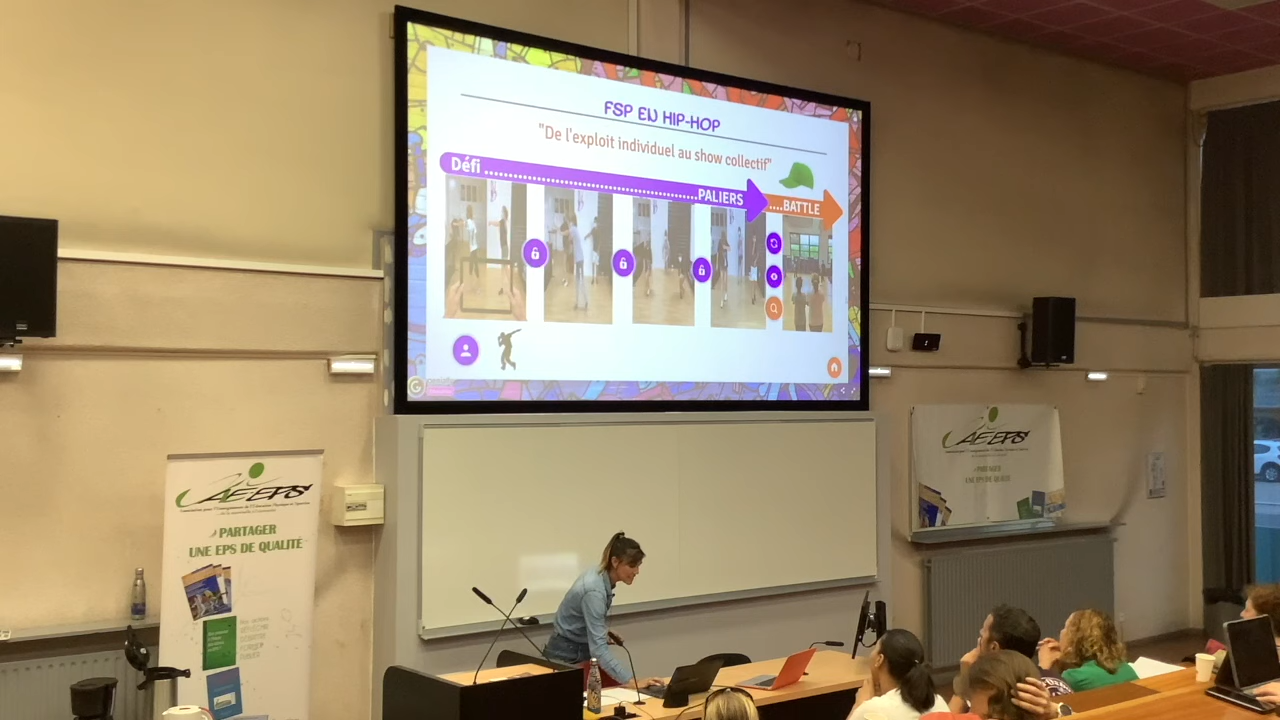 FSP EN HIP-HOP
"De l'exploit individuel au show collectif"
Défi ........................................PALIERS
....BATTLE
AEEPS
PARTAGER
UNE EPS DE QUALITÉ
AEEPS
PARTAGER
UNE EPS DE QUALITÉ